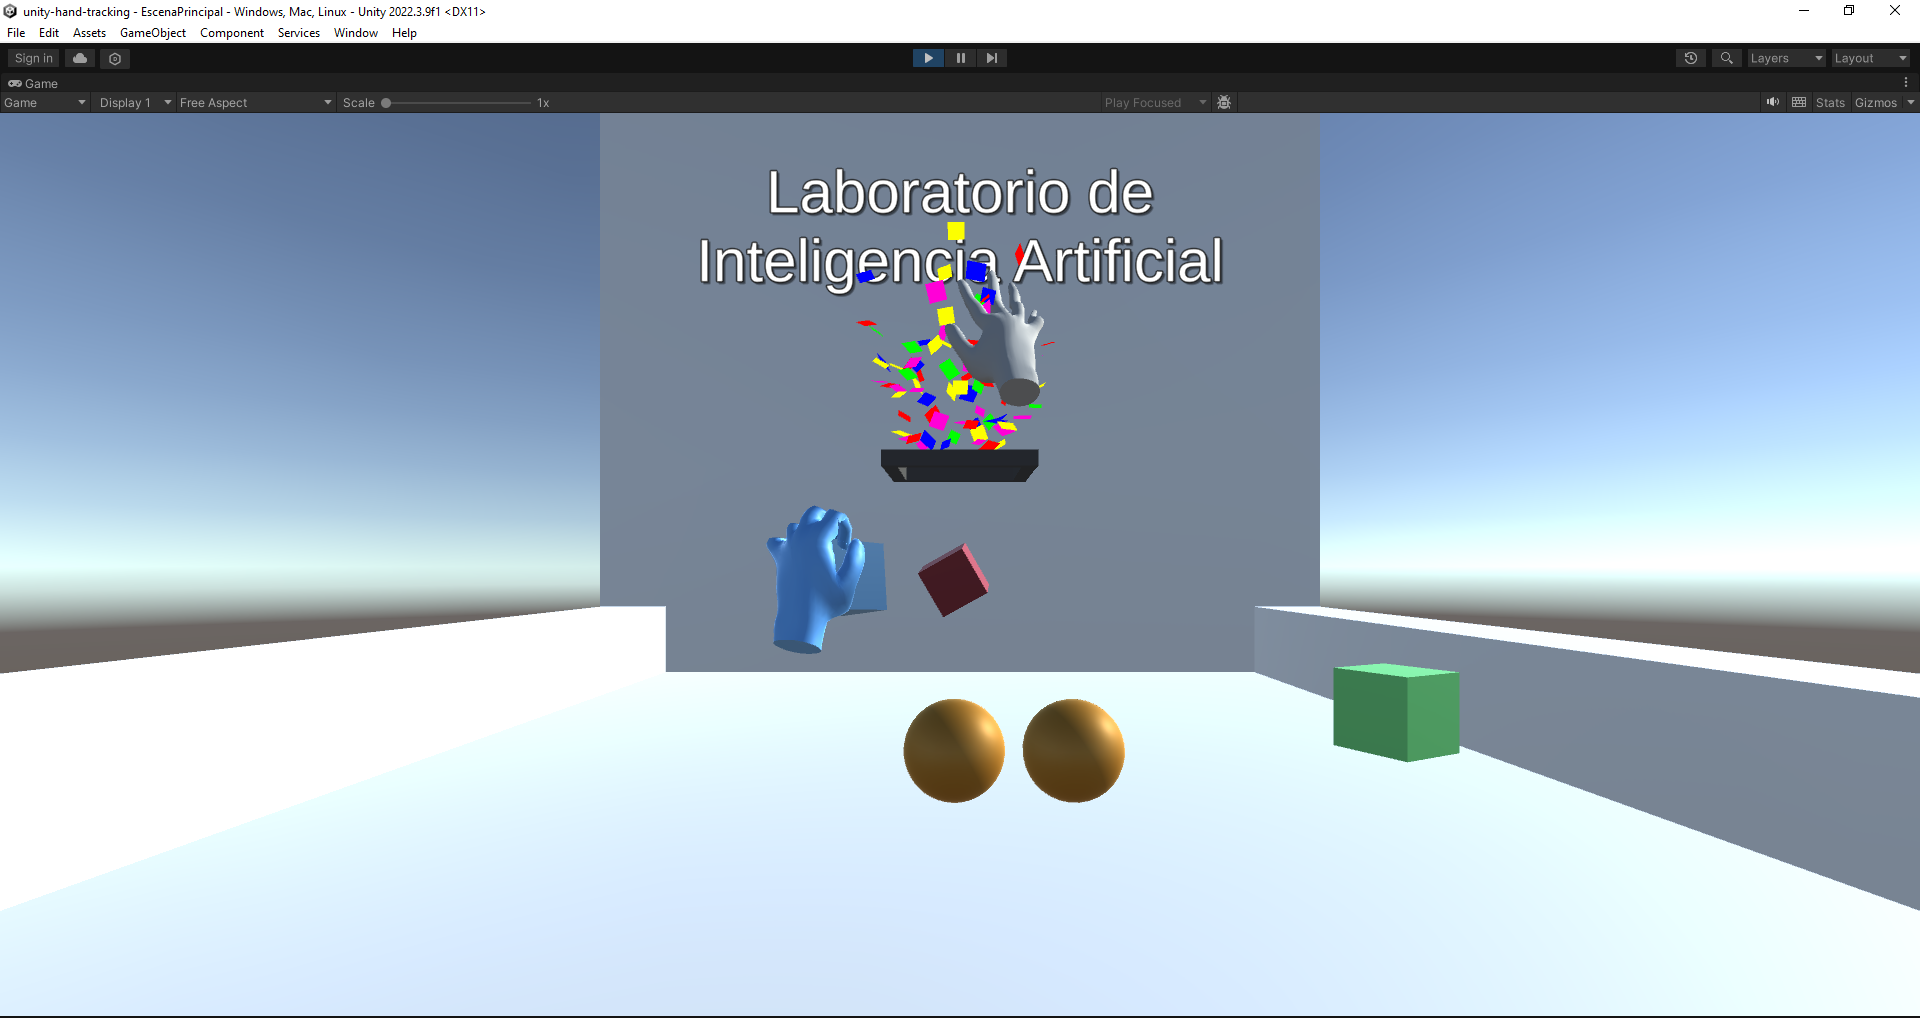 unity-hand-tracking - EscenaPrincipal - Windows, Mac, Linux - Unity 2022.3.9f1 <DX11>
File Edit Assets GameObject Component Services Window Help
Sign in Layers Layout
Game
Game Display 1 Free Aspect Scale 1x Play Focused Stats Gizmos
Laboratorio de
Inteligencia Artificial